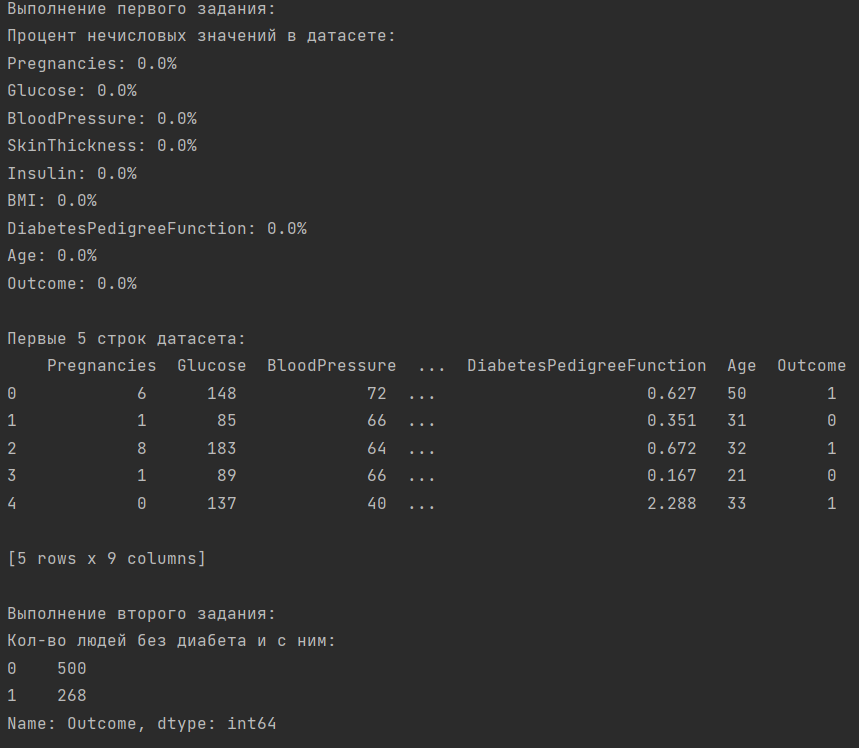 Выполнение первого задания:
Процент нечисловых значений в датасете:
Pregnancies: 0.0%
Glucose: 0.0%
BloodPressure: 0.0%
SkinThickness: 0.0%
Insulin: 0.0%
BMI: 0.0%
DiabetesPedigreeFunction: 0.0%
Age: 0.0%
Outcome: 0.0%
Первые 5 строк датасета:
    Pregnancies  Glucose  BloodPressure  ...  DiabetesPedigreeFunction  Age  Outcome
0            6      148             72  ...                     0.627   50        1
1            1       85             66  ...                     0.351   31        0
2            8      183             64  ...                     0.672   32        1
3            1       89             66  ...                     0.167   21        0
4            0      137             40  ...                     2.288   33        1
[5 rows x 9 columns]
Выполнение второго задания:
Кол-во людей без диабета и с ним:
0    500
1    268
Name: Outcome, dtype: int64